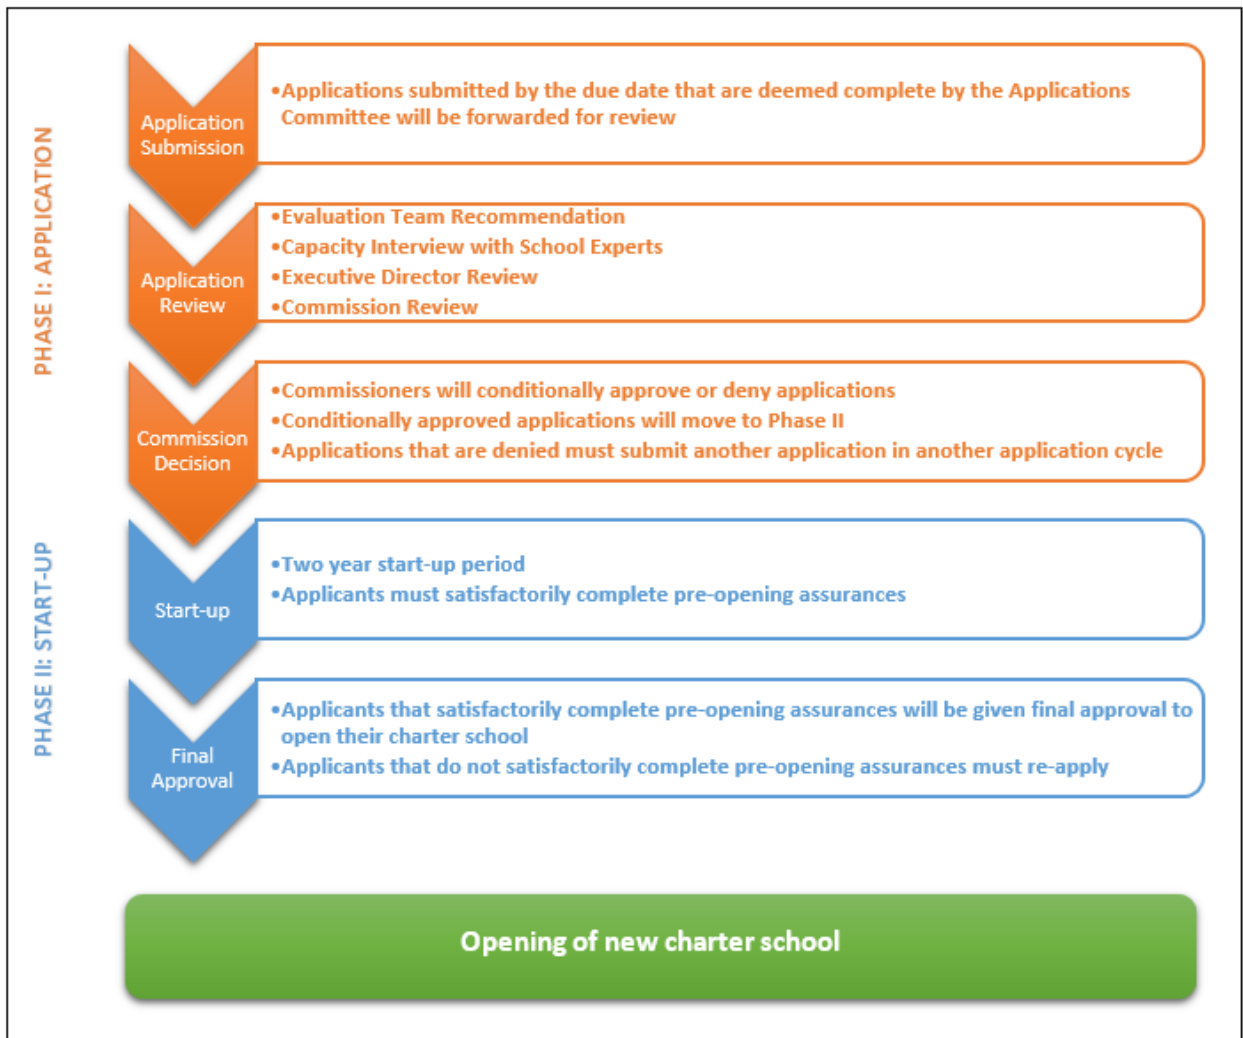 PHASE I: APPLICATION
Application
Submission
•Applications submitted by the due date that are deemed complete by the Applications
Committee will be forwarded for review
Application
Review
•Evaluation Team Recommendation
•Capacity Interview with School Experts
•Executive Director Review
•Commission Review
Commission
Decision
•Commissioners will conditionally approve or deny applications
•Conditionally approved applications will move to Phase II
•Applications that are denied must submit another application in another application cycle
PHASE II: START-UP
Start-up
•Two year start-up period
•Applicants must satisfactorily complete pre-opening assurances
Final
Approval
•Applicants that satisfactorily complete pre-opening assurances will be given final approval to
open their charter school
•Applicants that do not satisfactorily complete pre-opening assurances must re-apply
Opening of new charter school